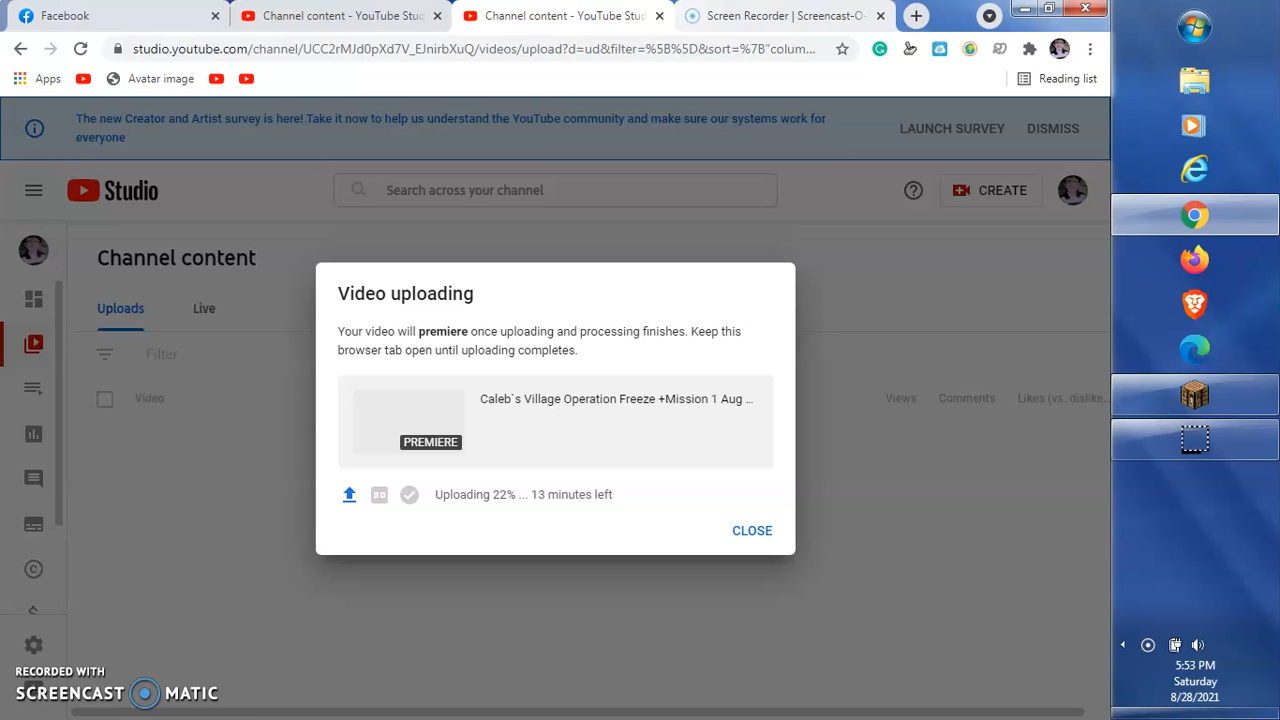 Facebook
Channel content - YouTube Studi
Channel content - YouTube Studi
Screen Recorder | Screencast-O-
studio.youtube.com/channel/UCC2rMJd0pXd7V_EJnirbXuQ/videos/upload?d=ud&filter=%5B%5D&sort=%7B"colum...
Apps
Avatar image
Reading list
The new Creator and Artist survey is here! Take it now to help us understand the YouTube community and make sure our systems work for
everyone
LAUNCH SURVEY
DISMISS
Studio
Search across your channel
CREATE
Channel content
Uploads
Live
Filter
Video
Views
Comments
Likes (vs. dislike...
Video uploading
Your video will premiere once uploading and processing finishes. Keep this
browser tab open until uploading completes.
Caleb`s Village Operation Freeze +Mission 1 Aug ...
PREMIERE
SD
Uploading 22% ... 13 minutes left
CLOSE
RECORDED WITH
SCREENCAST MATIC
5:53 PM
Saturday
8/28/2021